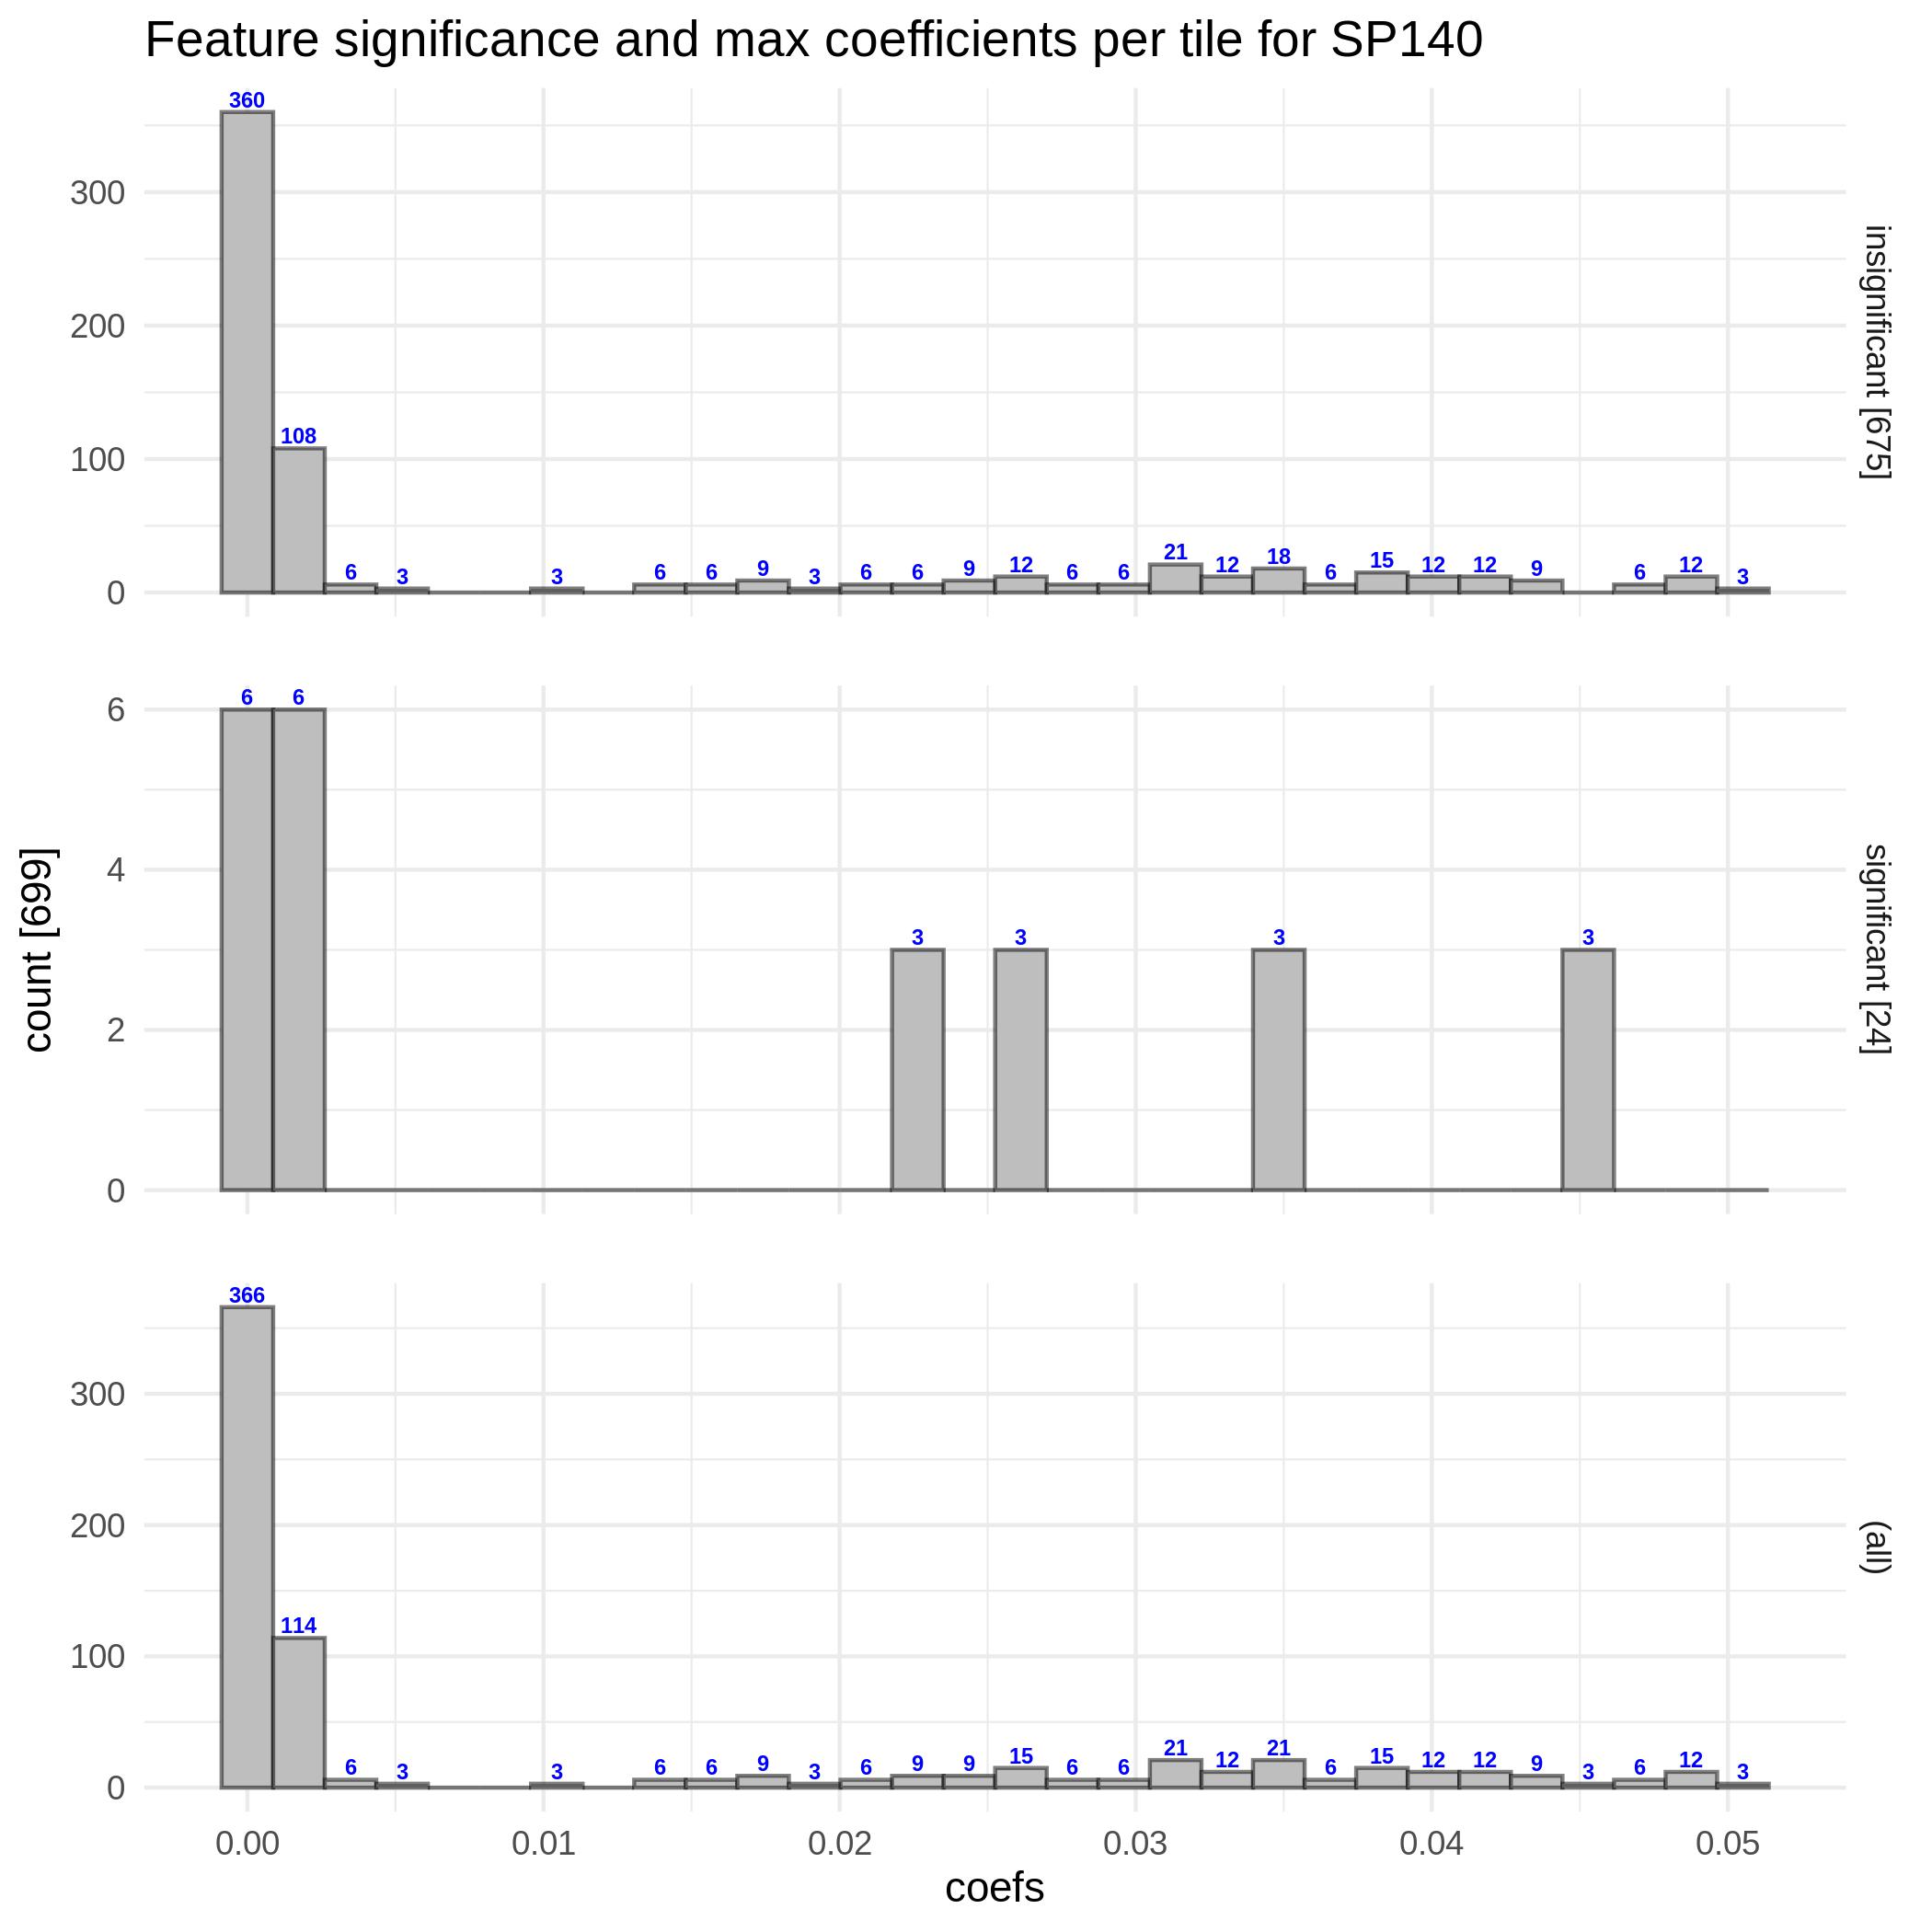 Feature significance and max coefficients per tile for SP140
360
108
6 3 3 6 6 9 3 6 6 9 12 6 6 21 12 18 6 15 12 12 9 6 12 3
300
200
100
0
insignificant [675]
6 6
3 3 3 3
6
4
2
0
significant [24]
count [699]
366
114
6 3 3 6 6 9 3 6 9 9 15 6 6 21 12 21 6 15 12 12 9 3 6 12 3
300
200
100
0
(all)
0.00 0.01 0.02 0.03 0.04 0.05
coefs